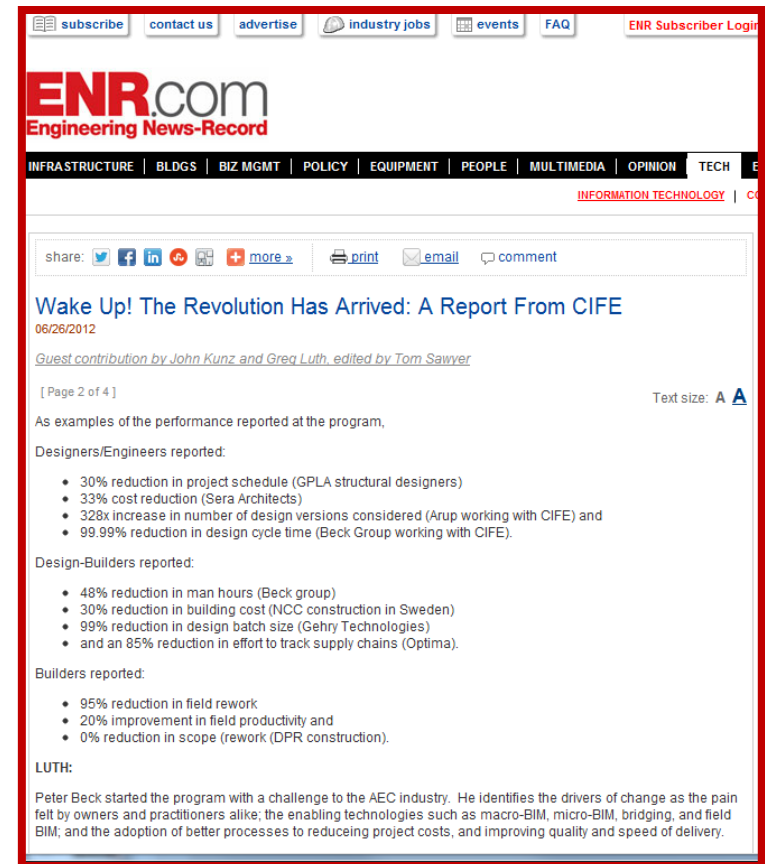 subscribe contact us advertise industry jobs events FAQ ENR Subscriber Login
ENR.com
Engineering News-Record
INFRASTRUCTURE | BLDGS | BIZ MGMT | POLICY | EQUIPMENT | PEOPLE | MULTIMEDIA | OPINION TECH
INFORMATION TECHNOLOGY |
share: more » print email comment
Wake Up! The Revolution Has Arrived: A Report From CIFE
06/26/2012
Guest contribution by John Kunz and Greg Luth, edited by Tom Sawyer
[ Page 2 of 4 ]
Text size: A A
As examples of the performance reported at the program,
Designers/Engineers reported:
• 30% reduction in project schedule (GPLA structural designers)
• 33% cost reduction (Sera Architects)
• 328x increase in number of design versions considered (Arup working with CIFE) and
• 99.99% reduction in design cycle time (Beck Group working with CIFE).
Design-Builders reported:
• 48% reduction in man hours (Beck group)
• 30% reduction in building cost (NCC construction in Sweden)
• 99% reduction in design batch size (Gehry Technologies)
• and an 85% reduction in effort to track supply chains (Optima).
Builders reported:
• 95% reduction in field rework
• 20% improvement in field productivity and
• 0% reduction in scope (rework (DPR construction).
LUTH:
Peter Beck started the program with a challenge to the AEC industry. He identifies the drivers of change as the pain
felt by owners and practitioners alike; the enabling technologies such as macro-BIM, micro-BIM, bridging, and field
BIM; and the adoption of better processes to reduceing project costs, and improving quality and speed of delivery.